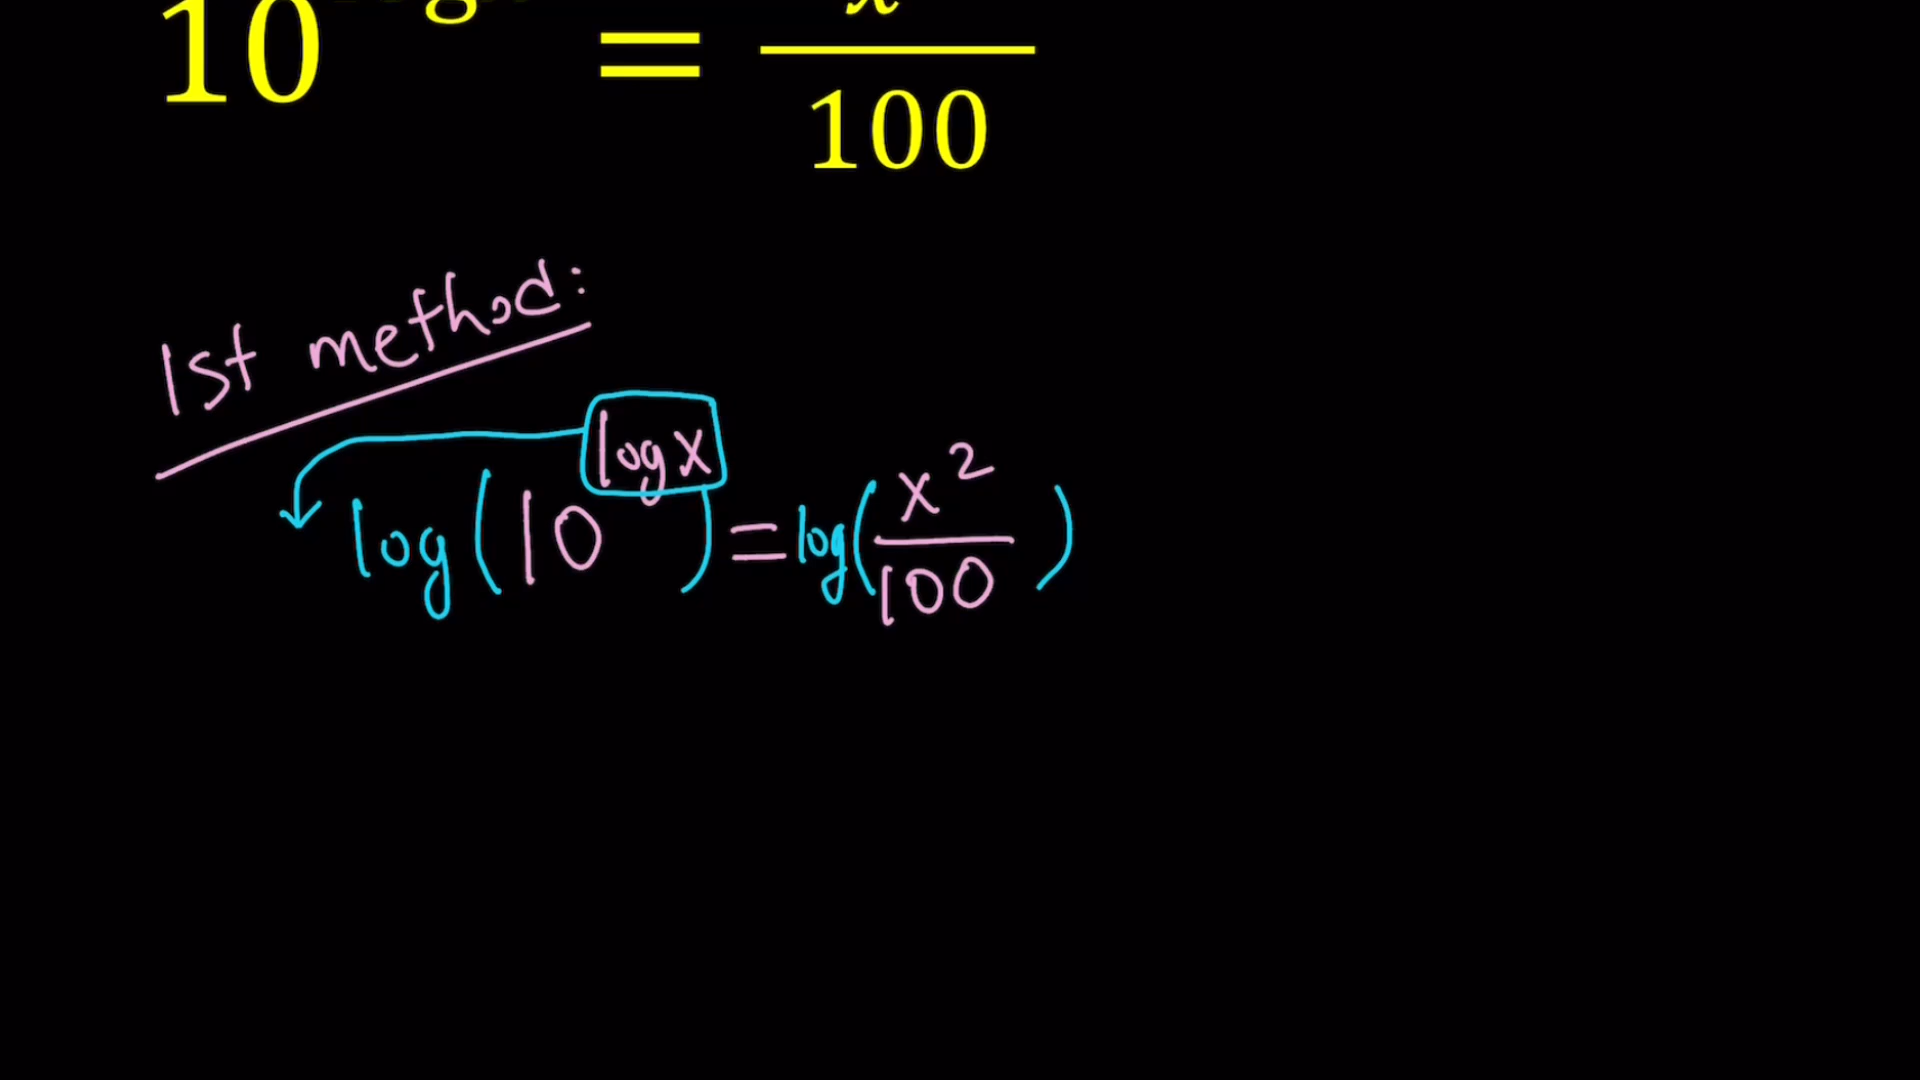 10 = x
100
1st method:
log(10^log x) = log(x²/100)